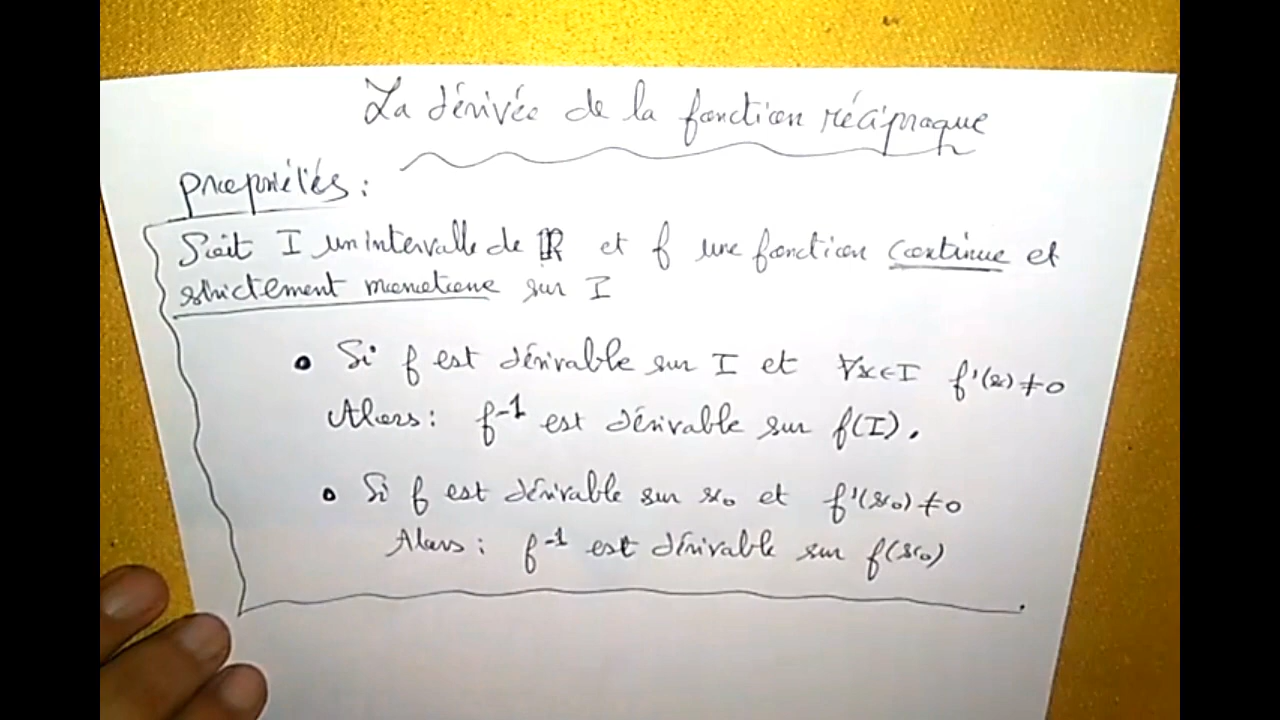 La dérivée de la fonction réciproque
propriétés :
Soit I un intervalle de ℝ et f une fonction continue et
strictement monotone sur I
• Si f est dérivable sur I et ∀x∈I f'(x)≠0
Alors : f⁻¹ est dérivable sur f(I).
• Si f est dérivable sur x₀ et f'(x₀)≠0
Alors : f⁻¹ est dérivable sur f(x₀)